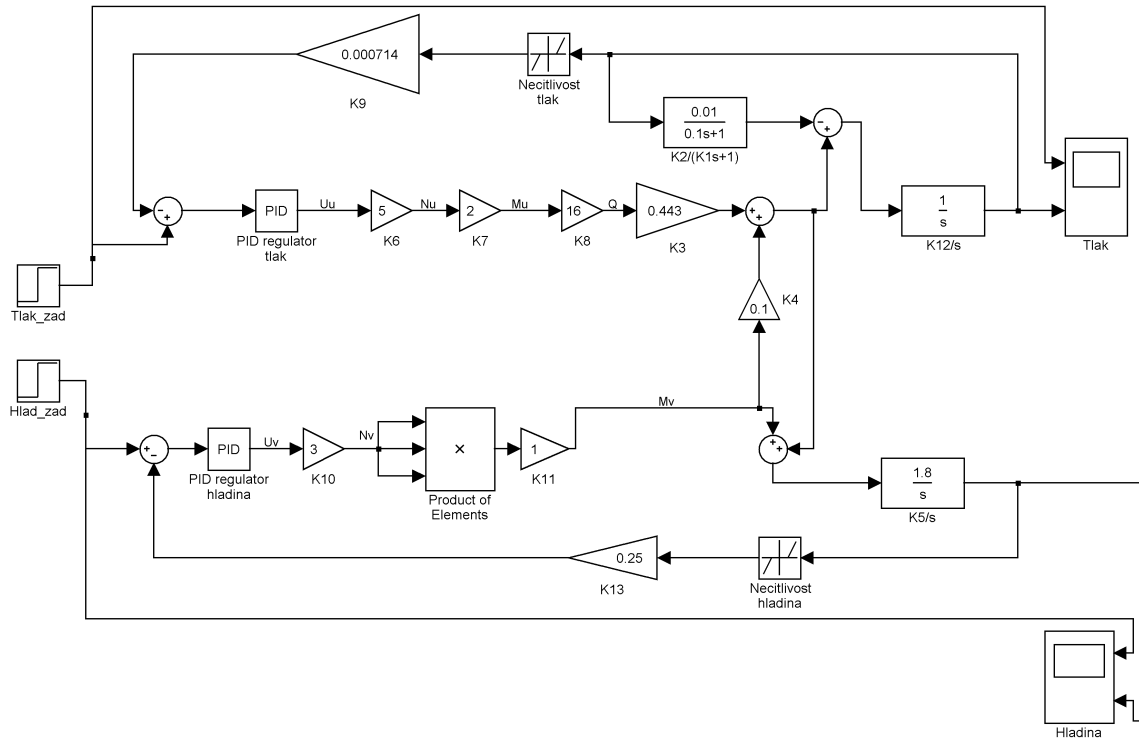 0.000714
K9
Necitlivost
tlak
0.01
0.1s+1
K2/(K1s+1)
-
+
-
+
PID
PID regulator
tlak
Uu
5
K6
Nu
2
K7
Mu
16
K8
Q
0.443
K3
+
+
1
s
K12/s
Tlak
Tlak_zad
0.1
K4
Hlad_zad
+
-
PID
PID regulator
hladina
Uv
3
K10
Nv
×
Product of
Elements
1
K11
Mv
+
+
1.8
s
K5/s
0.25
K13
Necitlivost
hladina
Hladina